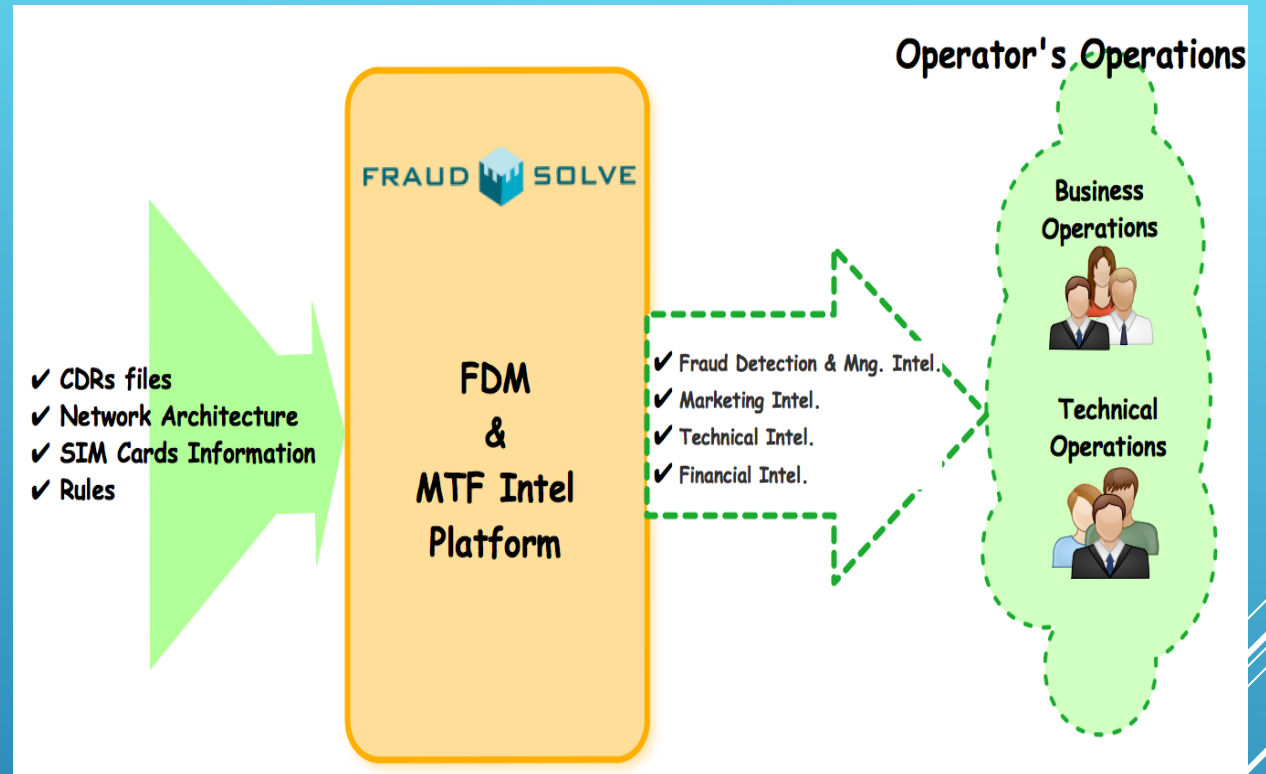 Operator's Operations
FRAUD SOLVE
Business
Operations
✔ CDRs files
✔ Network Architecture
✔ SIM Cards Information
✔ Rules
FDM
&
MTF Intel
Platform
✔ Fraud Detection & Mng. Intel.
✔ Marketing Intel.
✔ Technical Intel.
✔ Financial Intel.
Technical
Operations